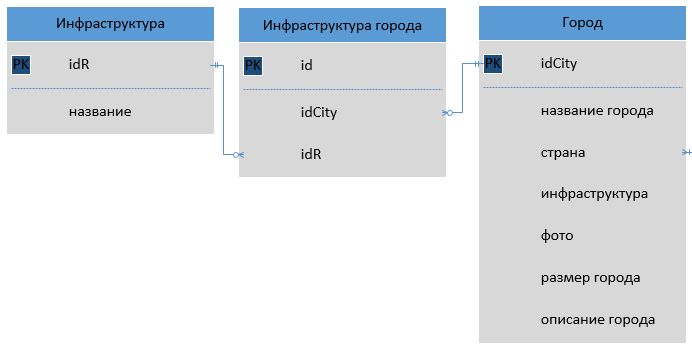 Инфраструктура
PK idR
название
Инфраструктура города
PK id
idCity
idR
Город
PK idCity
название города
страна
инфраструктура
фото
размер города
описание города